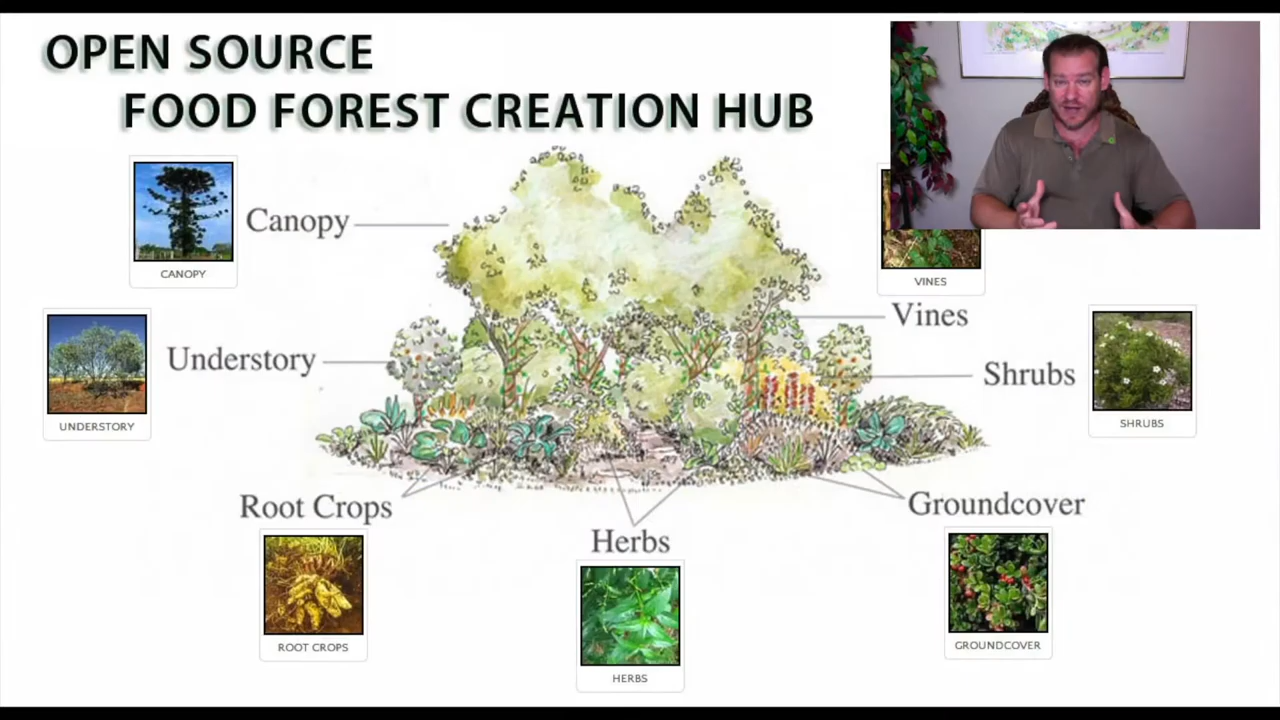 OPEN SOURCE
FOOD FOREST CREATION HUB
Canopy
CANOPY
VINES
Vines
Understory
UNDERSTORY
Shrubs
SHRUBS
Root Crops
ROOT CROPS
Herbs
HERBS
Groundcover
GROUNDCOVER